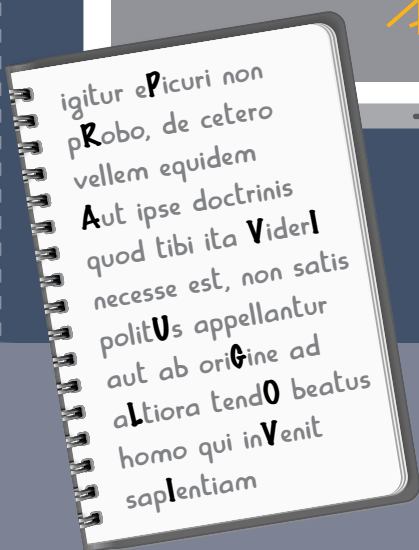 igitur ePicuri non
pRobo, de cetero
vellem equidem
Aut ipse doctrinis
quod tibi ita ViderI
necesse est, non satis
politUs appellantur
aut ab oriGine ad
aLtiora tendO beatus
homo qui inVenit
sapIentiam